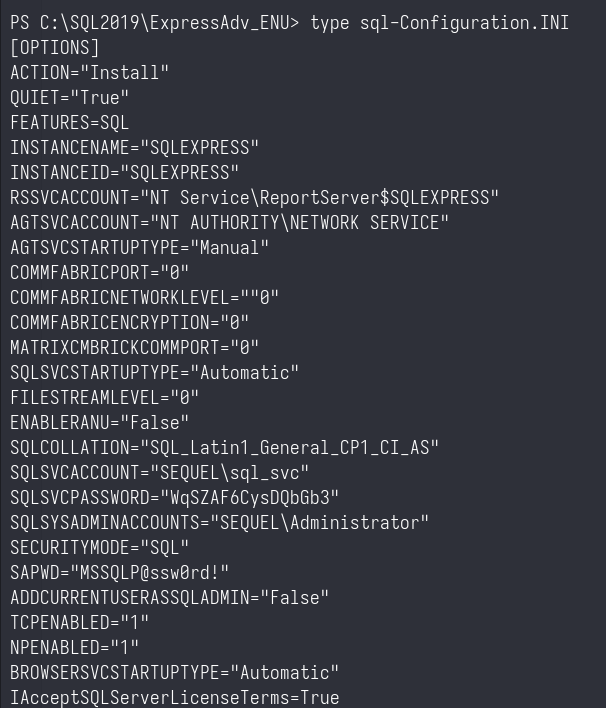 PS C:\SQL2019\ExpressAdv_ENU> type sql-Configuration.INI
[OPTIONS]
ACTION="Install"
QUIET="True"
FEATURES=SQL
INSTANCENAME="SQLEXPRESS"
INSTANCEID="SQLEXPRESS"
RSSVCACCOUNT="NT Service\ReportServer$SQLEXPRESS"
AGTSVCACCOUNT="NT AUTHORITY\NETWORK SERVICE"
AGTSVCSTARTUPTYPE="Manual"
COMMFABRICPORT="0"
COMMFABRICNETWORKLEVEL=""0"
COMMFABRICENCRYPTION="0"
MATRIXCMBRICKCOMMPORT="0"
SQLSVCSTARTUPTYPE="Automatic"
FILESTREAMLEVEL="0"
ENABLERANU="False"
SQLCOLLATION="SQL_Latin1_General_CP1_CI_AS"
SQLSVCACCOUNT="SEQUEL\sql_svc"
SQLSVCPASSWORD="WqSZAF6CysDQbGb3"
SQLSYSADMINACCOUNTS="SEQUEL\Administrator"
SECURITYMODE="SQL"
SAPWD="MSSQLP@ssw0rd!"
ADDCURRENTUSERASSQLADMIN="False"
TCPENABLED="1"
NPENABLED="1"
BROWSERSVCSTARTUPTYPE="Automatic"
IAcceptSQLServerLicenseTerms=True